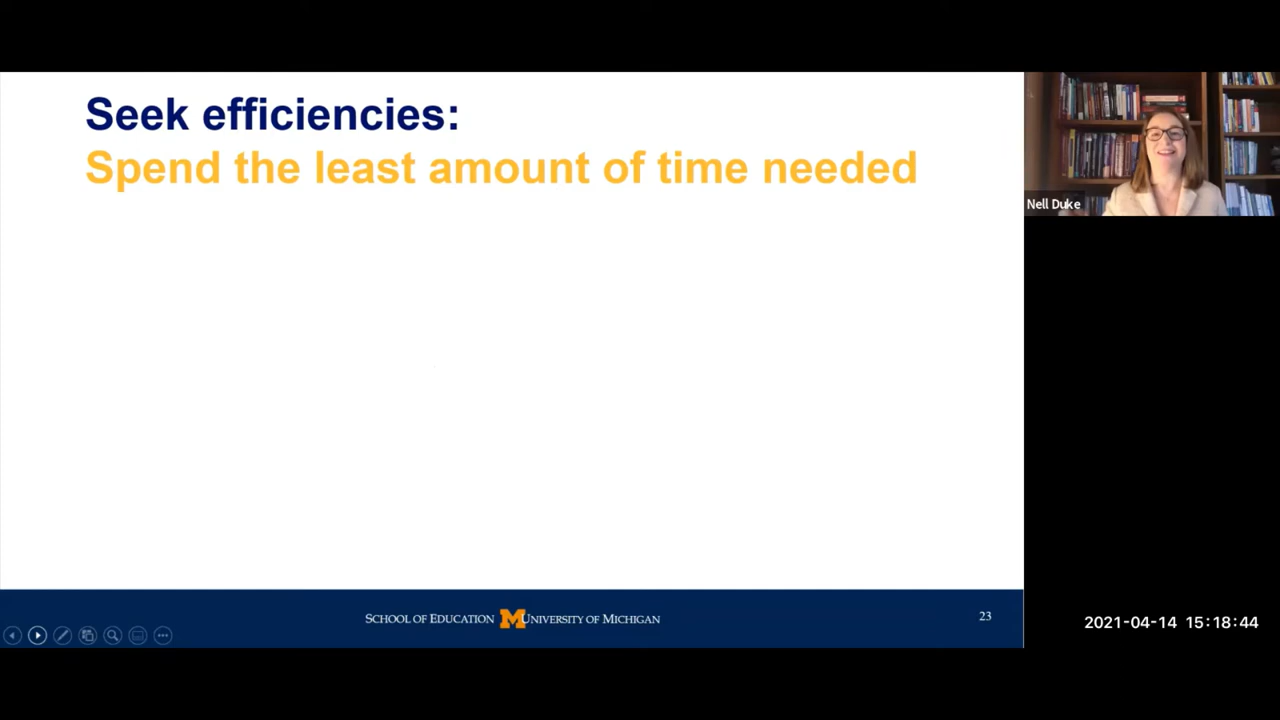 Seek efficiencies:
Spend the least amount of time needed
Nell Duke
SCHOOL OF EDUCATION M UNIVERSITY OF MICHIGAN
23
2021-04-14 15:18:44